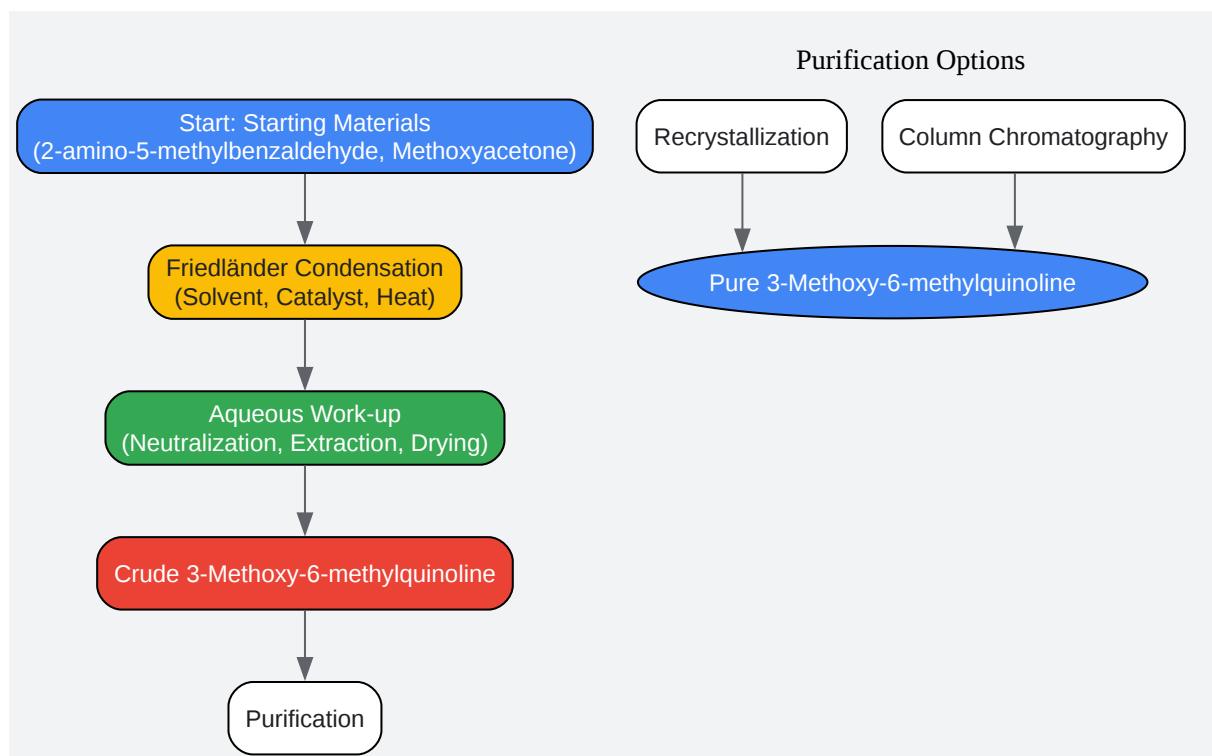 Start: Starting Materials
(2-amino-5-methylbenzaldehyde, Methoxyacetone)
Friedländer Condensation
(Solvent, Catalyst, Heat)
Aqueous Work-up
(Neutralization, Extraction, Drying)
Crude 3-Methoxy-6-methylquinoline
Purification
Purification Options
Recrystallization
Column Chromatography
Pure 3-Methoxy-6-methylquinoline